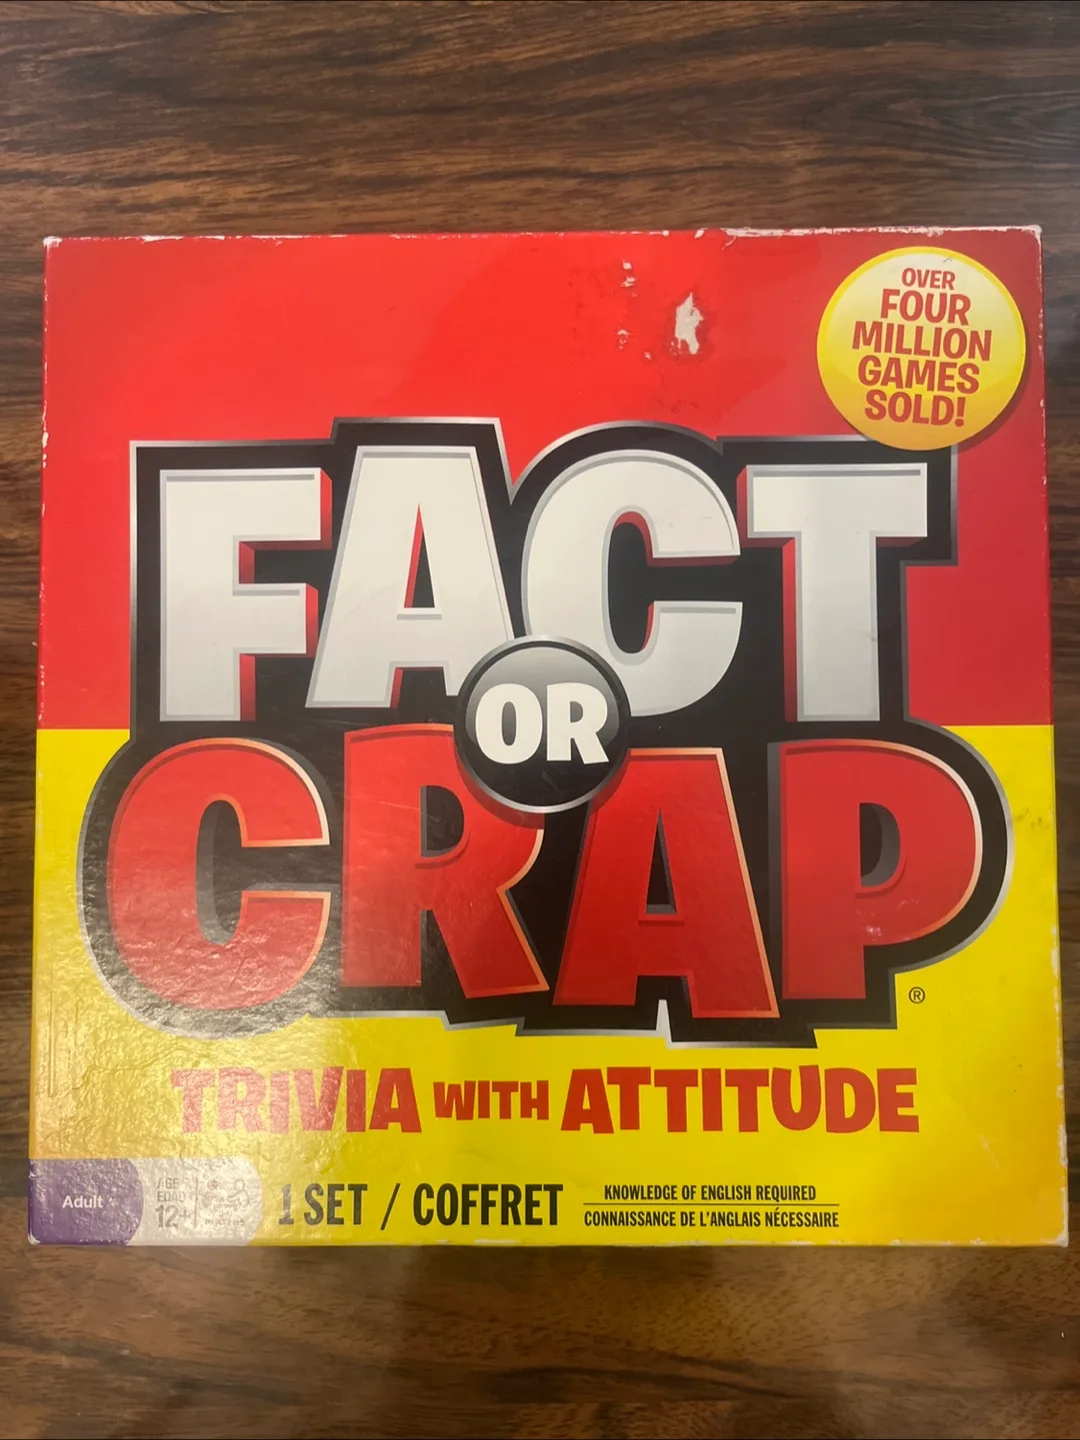 OVER
FOUR
MILLION
GAMES
SOLD!
FACT
OR
CRAP
®
TRIVIA WITH ATTITUDE
Adult
AGE
EDAD
12+
1 SET / COFFRET
KNOWLEDGE OF ENGLISH REQUIRED
CONNAISSANCE DE L'ANGLAIS NÉCESSAIRE